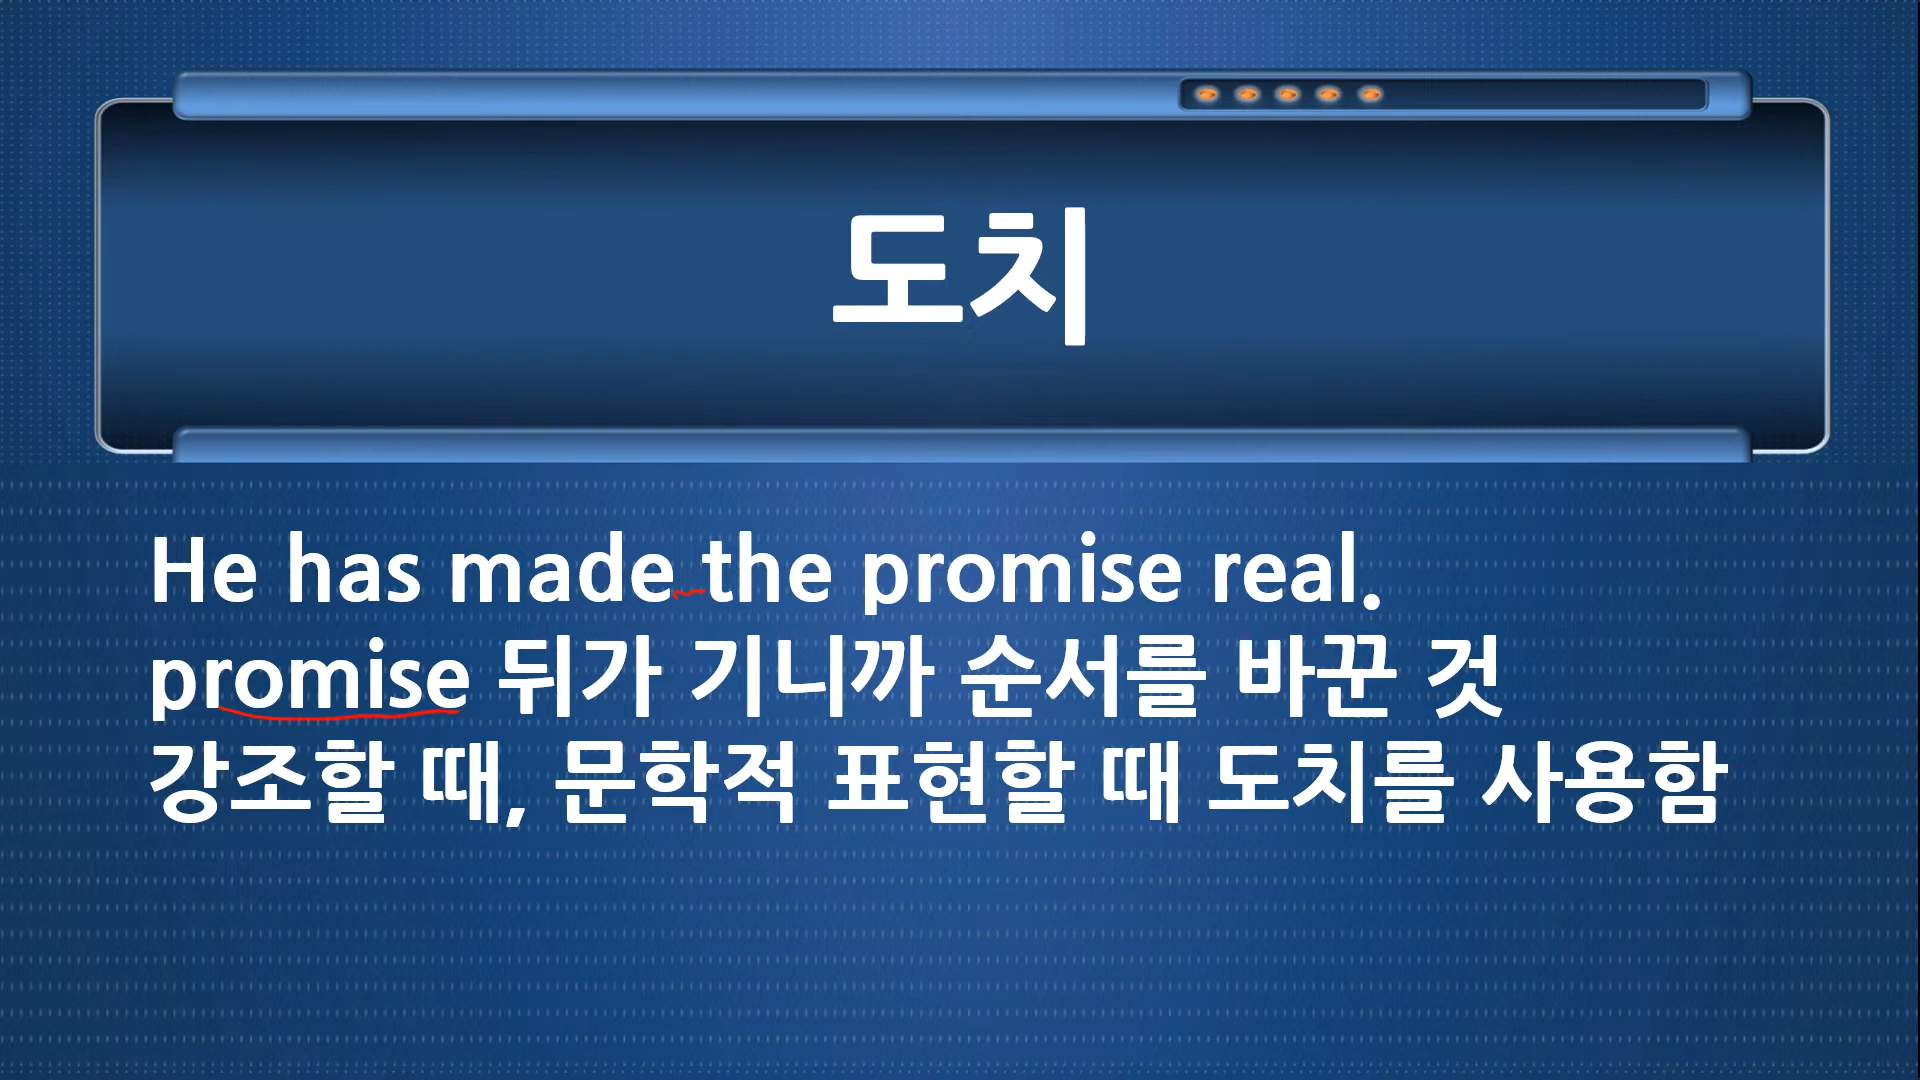 도치
He has made the promise real.
promise 뒤가 기니까 순서를 바꾼 것
강조할 때, 문학적 표현할 때 도치를 사용함